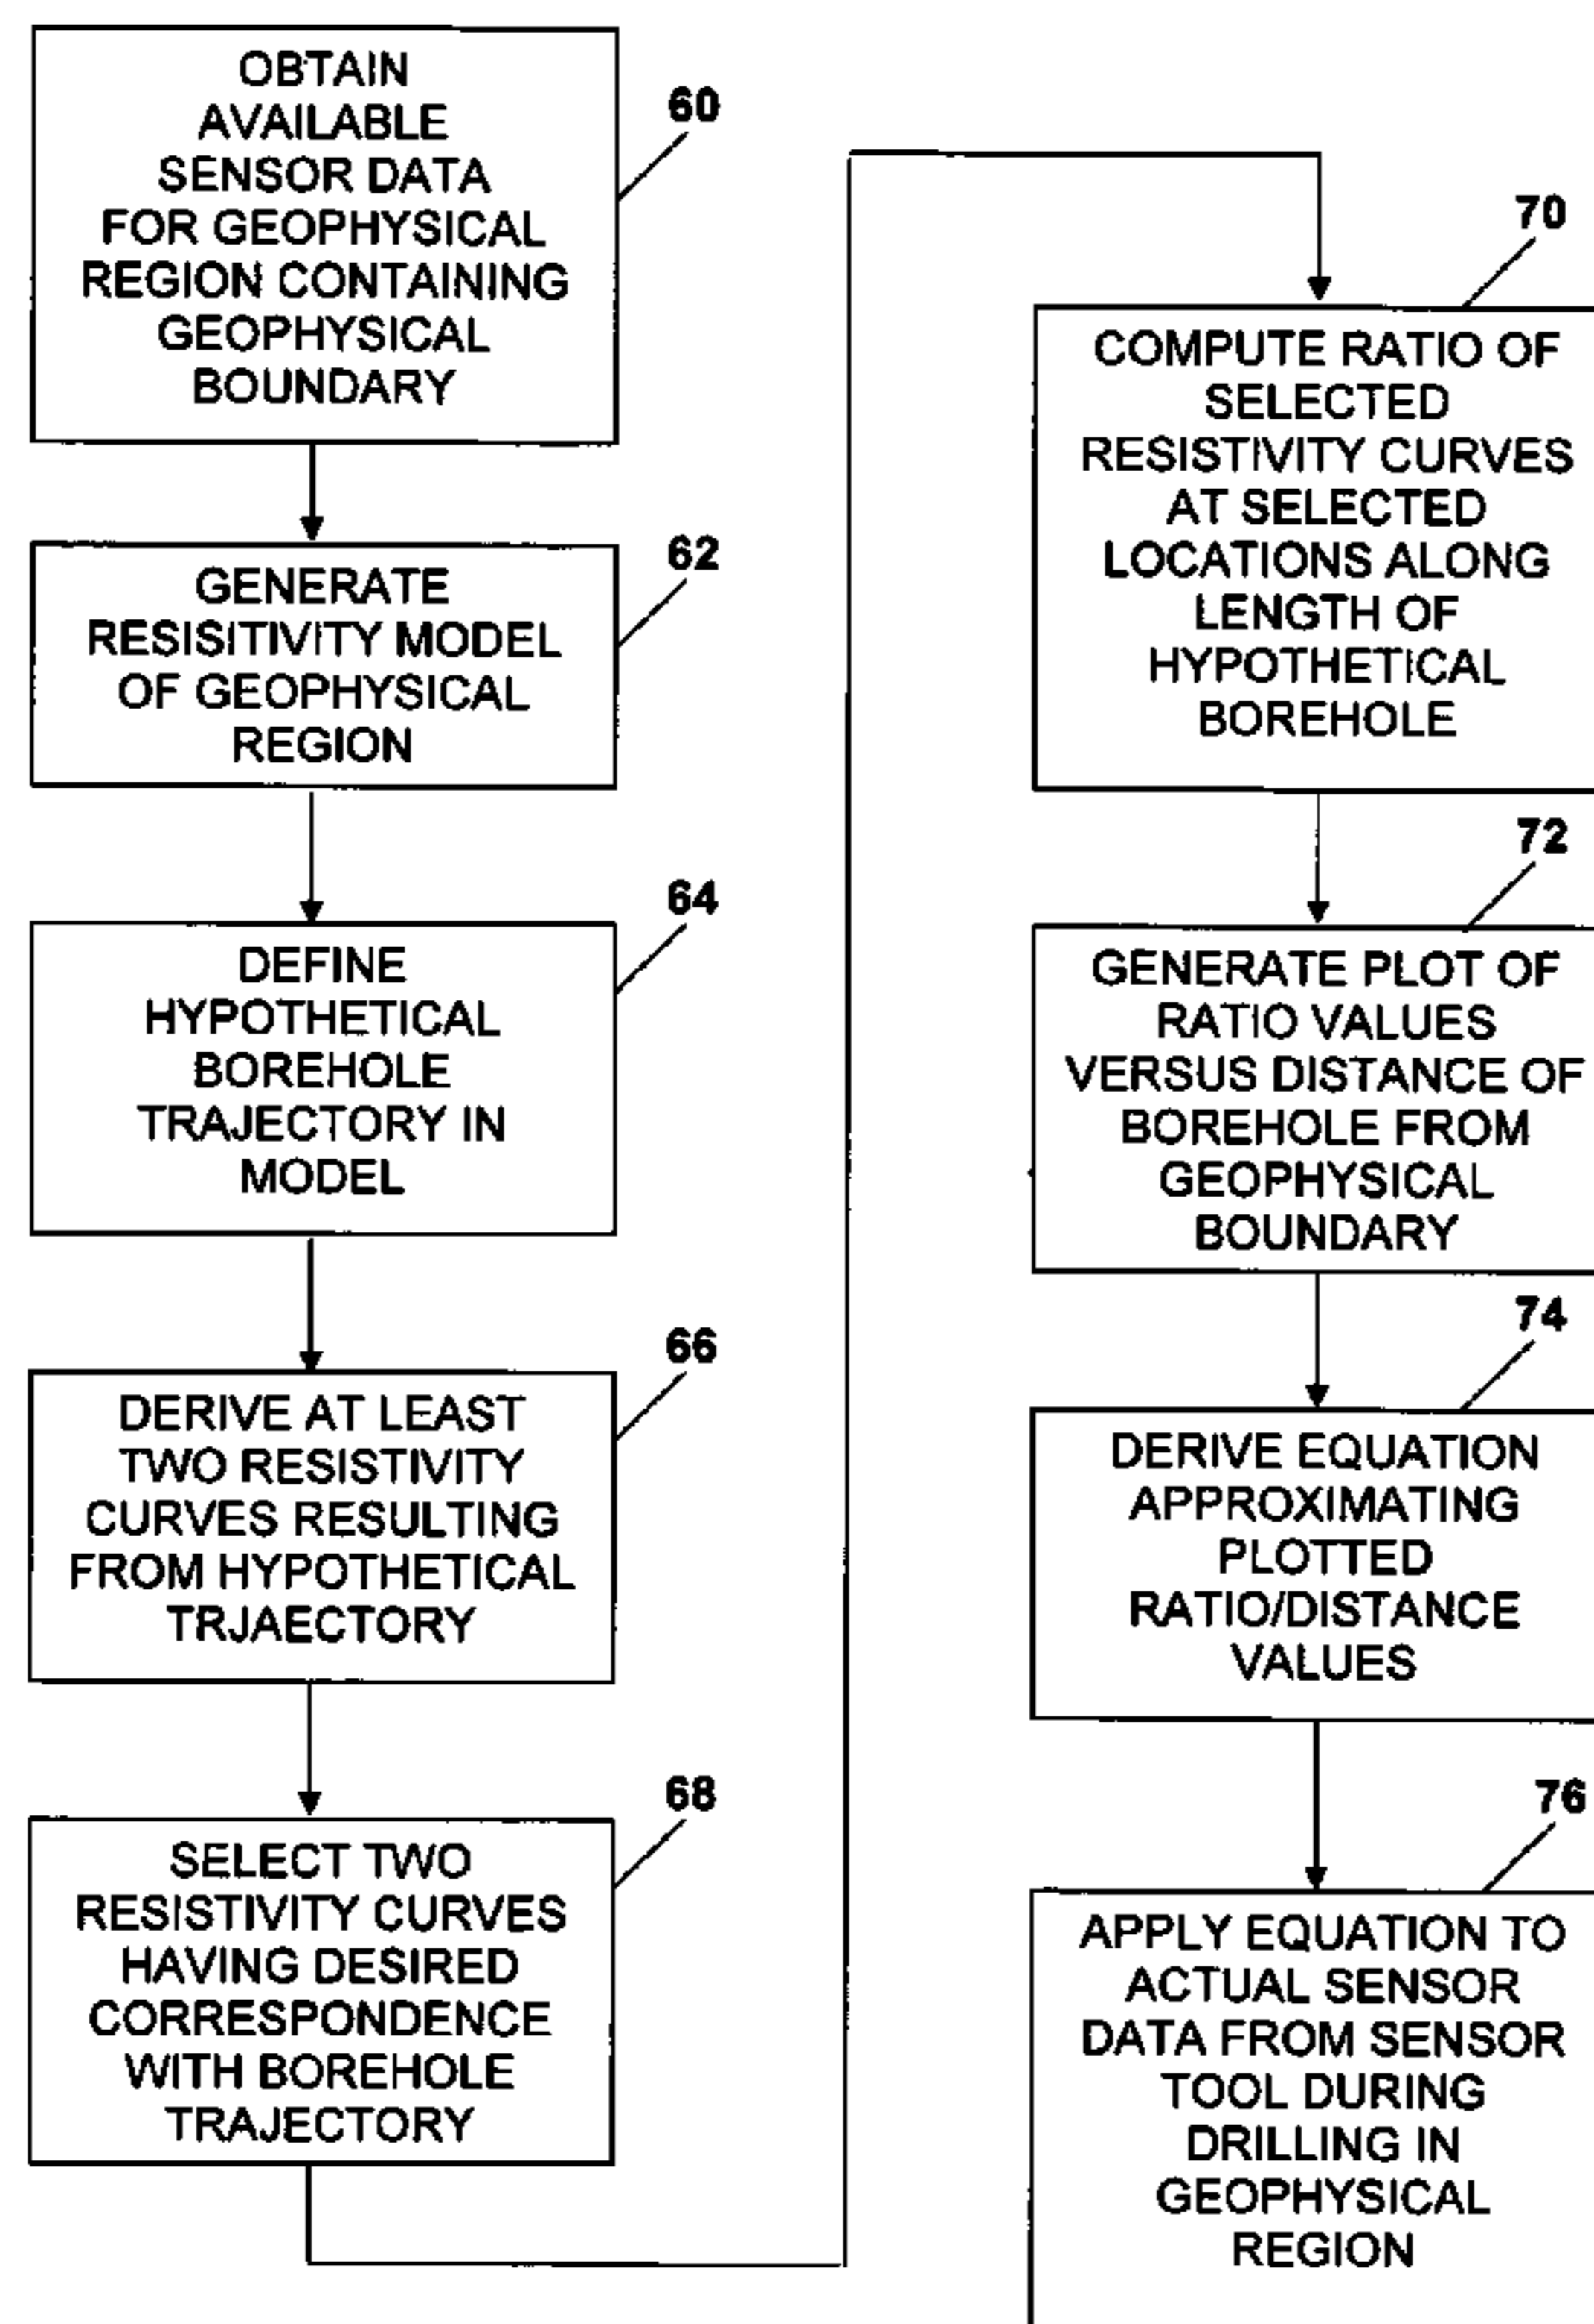 OBTAIN
AVAILABLE
SENSOR DATA
FOR GEOPHYSICAL
REGION CONTAINING
GEOPHYSICAL
BOUNDARY
60
GENERATE
RESISITIVITY MODEL
OF GEOPHYSICAL
REGION
62
DEFINE
HYPOTHETICAL
BOREHOLE
TRAJECTORY IN
MODEL
64
DERIVE AT LEAST
TWO RESISTIVITY
CURVES RESULTING
FROM HYPOTHETICAL
TRJAECTORY
66
SELECT TWO
RESISTIVITY CURVES
HAVING DESIRED
CORRESPONDENCE
WITH BOREHOLE
TRAJECTORY
68
COMPUTE RATIO OF
SELECTED
RESISTIVITY CURVES
AT SELECTED
LOCATIONS ALONG
LENGTH OF
HYPOTHETICAL
BOREHOLE
70
GENERATE PLOT OF
RATIO VALUES
VERSUS DISTANCE OF
BOREHOLE FROM
GEOPHYSICAL
BOUNDARY
72
DERIVE EQUATION
APPROXIMATING
PLOTTED
RATIO/DISTANCE
VALUES
74
APPLY EQUATION TO
ACTUAL SENSOR
DATA FROM SENSOR
TOOL DURING
DRILLING IN
GEOPHYSICAL
REGION
76